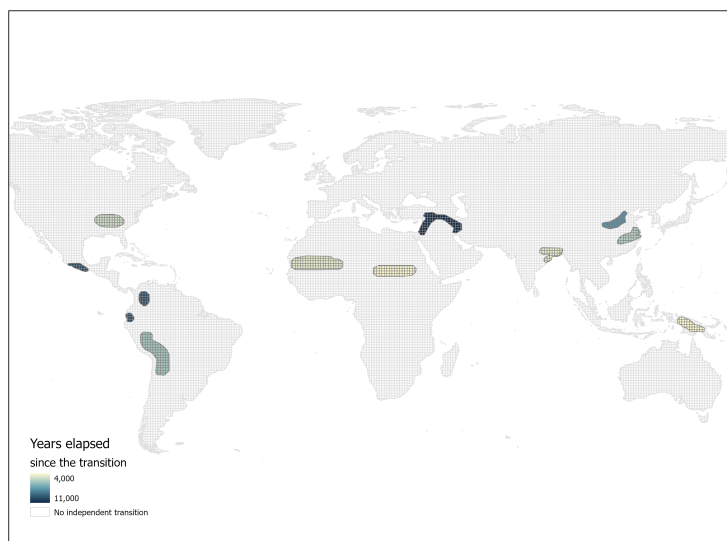 Years elapsed
since the transition
4,000
11,000
No independent transition